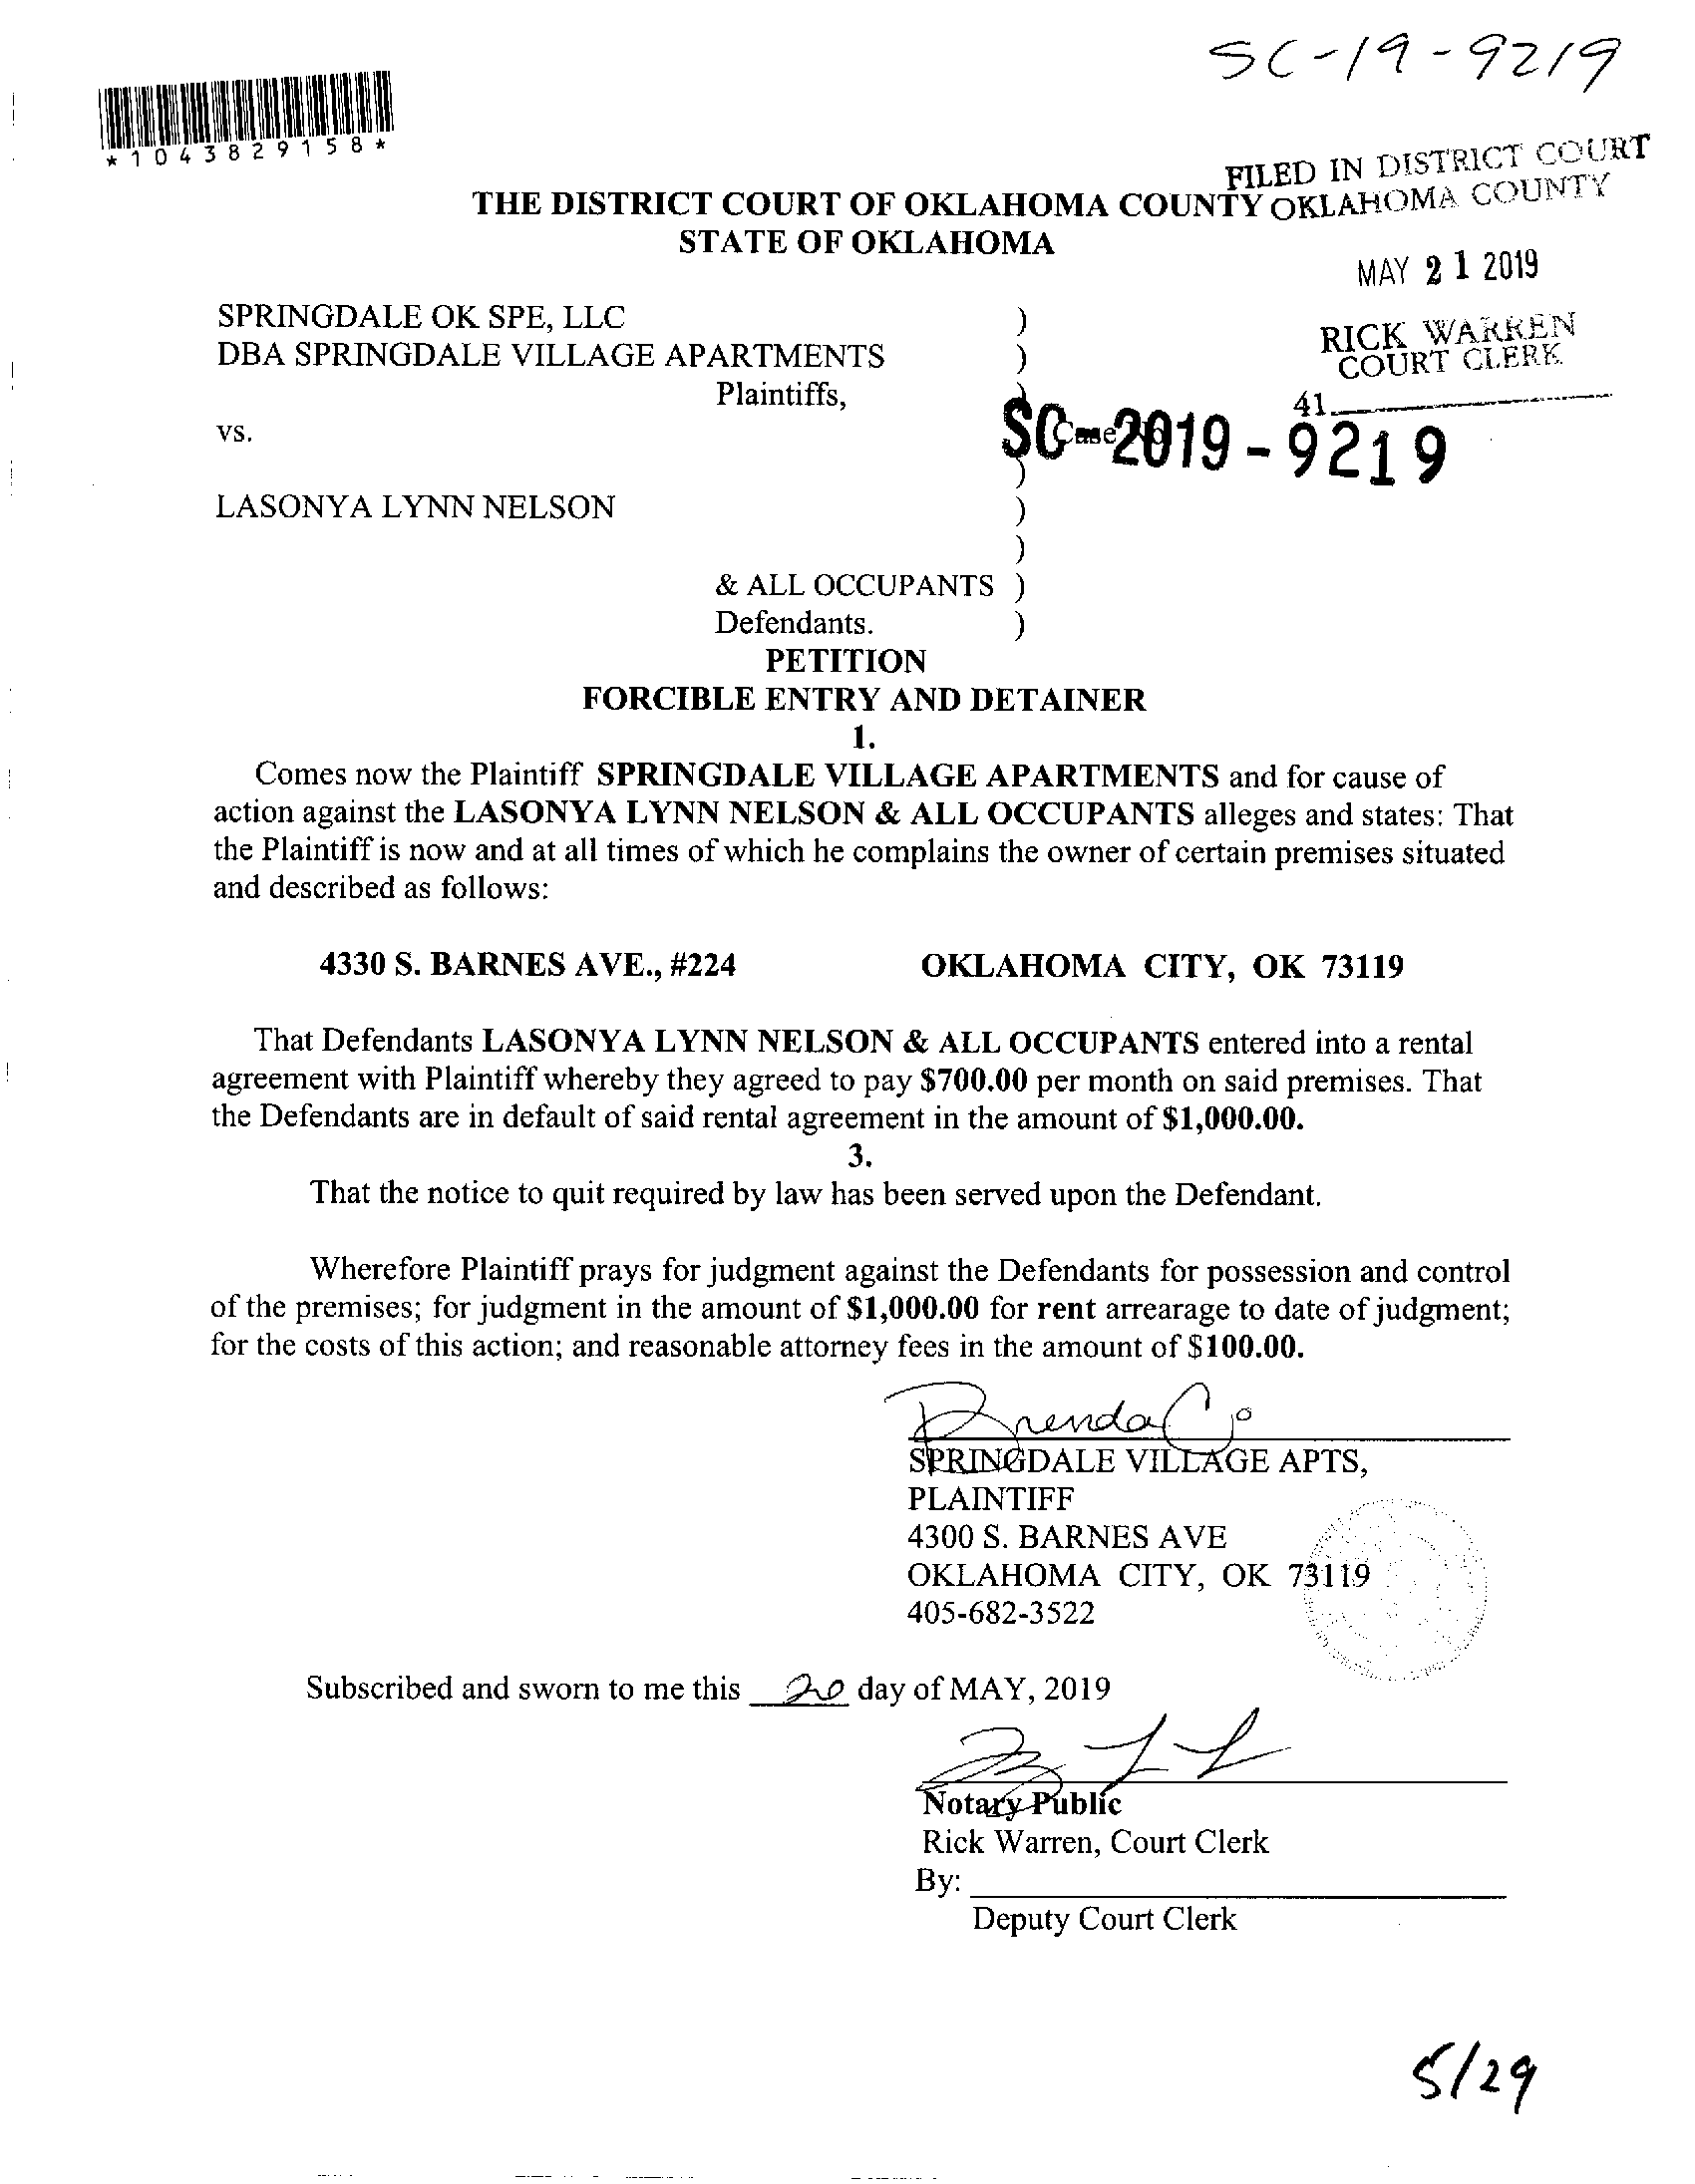 SC-19-9219
*1043829158*
FILED IN DISTRICT COURT
OKLAHOMA COUNTY
THE DISTRICT COURT OF OKLAHOMA COUNTY
STATE OF OKLAHOMA
MAY 21 2019
RICK WARREN
COURT CLERK
41
SPRINGDALE OK SPE, LLC )
DBA SPRINGDALE VILLAGE APARTMENTS )
Plaintiffs, )
vs.
SC-2019-9219
LASONYA LYNN NELSON )
)
& ALL OCCUPANTS )
Defendants. )
PETITION
FORCIBLE ENTRY AND DETAINER
1.
Comes now the Plaintiff SPRINGDALE VILLAGE APARTMENTS and for cause of
action against the LASONYA LYNN NELSON & ALL OCCUPANTS alleges and states: That
the Plaintiff is now and at all times of which he complains the owner of certain premises situated
and described as follows:
4330 S. BARNES AVE., #224 OKLAHOMA CITY, OK 73119
That Defendants LASONYA LYNN NELSON & ALL OCCUPANTS entered into a rental
agreement with Plaintiff whereby they agreed to pay $700.00 per month on said premises. That
the Defendants are in default of said rental agreement in the amount of $1,000.00.
3.
That the notice to quit required by law has been served upon the Defendant.
Wherefore Plaintiff prays for judgment against the Defendants for possession and control
of the premises; for judgment in the amount of $1,000.00 for rent arrearage to date of judgment;
for the costs of this action; and reasonable attorney fees in the amount of $100.00.
Brenda
SPRINGDALE VILLAGE APTS,
PLAINTIFF
4300 S. BARNES AVE
OKLAHOMA CITY, OK 73119
405-682-3522
Subscribed and sworn to me this 20 day of MAY, 2019
Notary Public
Rick Warren, Court Clerk
By:
Deputy Court Clerk
5/29